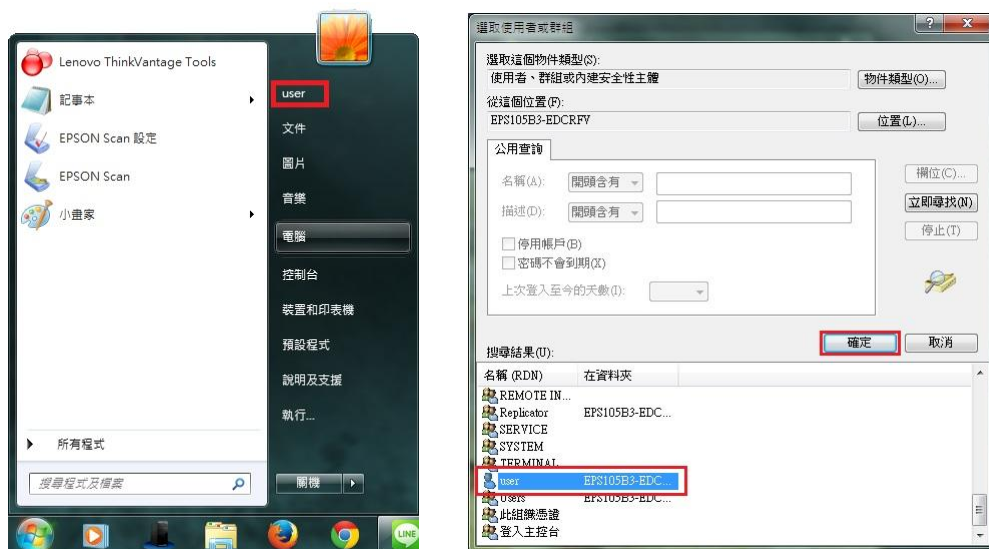 Lenovo ThinkVantage Tools
記事本
EPSON Scan 設定
EPSON Scan
小畫家
所有程式
搜尋程式及檔案
user
文件
圖片
音樂
電腦
控制台
裝置和印表機
預設程式
說明及支援
執行...
關機
LINE
選取使用者或群組
選取這個物件類型(S):
使用者、群組或內建安全性主體
物件類型(O)...
從這個位置(F):
EPS105B3-EDCRFV
位置(L)...
公用查詢
名稱(A): 開頭含有
描述(D): 開頭含有
停用帳戶(B)
密碼不會到期(X)
上次登入至今的天數(I):
欄位(C)...
立即尋找(N)
停止(T)
確定 取消
搜尋結果(U):
名稱 (RDN) 在資料夾
REMOTE IN...
Replicator EPS105B3-EDC...
SERVICE
SYSTEM
TERMINAL
user EPS105B3-EDC...
Users EPS105B3-EDC...
此組織憑證
登入主控台